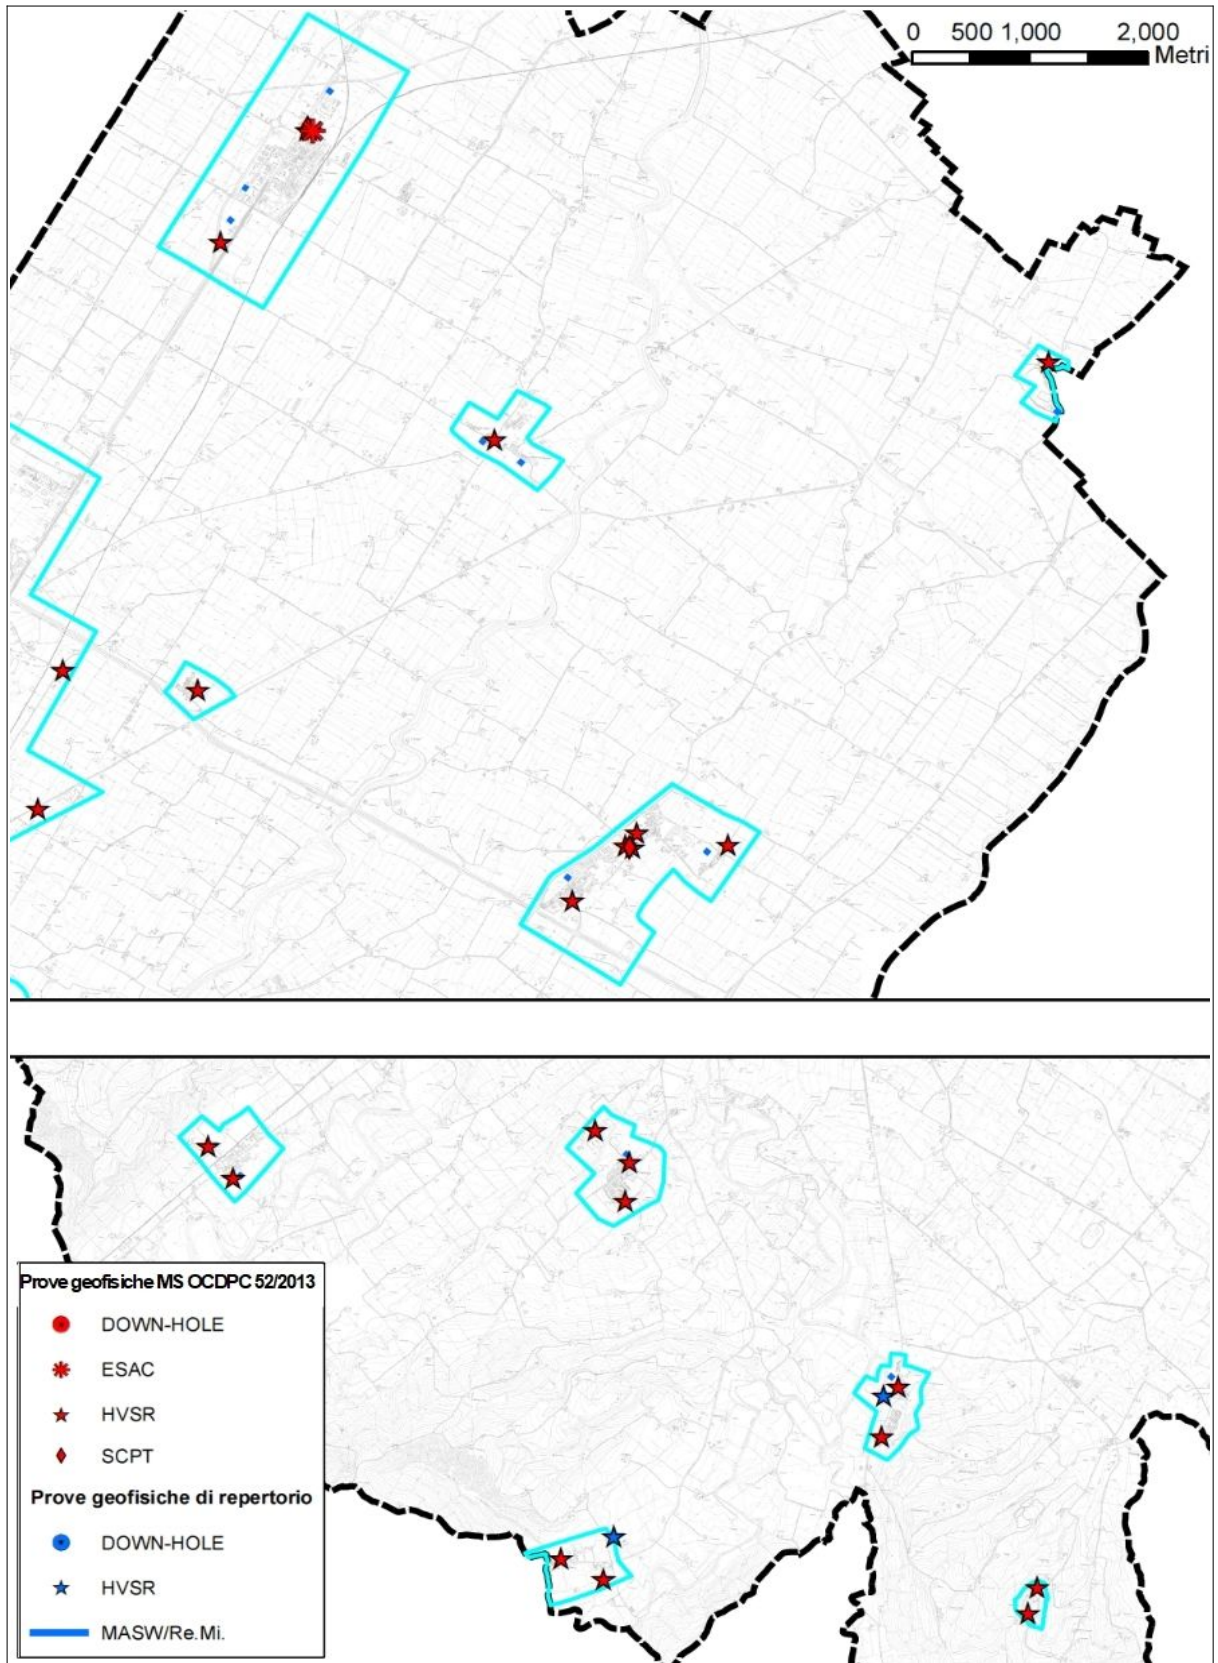 0 500 1,000 2,000
Metri
Prove geofisiche MS OCDPC 52/2013
DOWN-HOLE
ESAC
HVSR
SCPT
Prove geofisiche di repertorio
DOWN-HOLE
HVSR
MASW/Re.Mi.